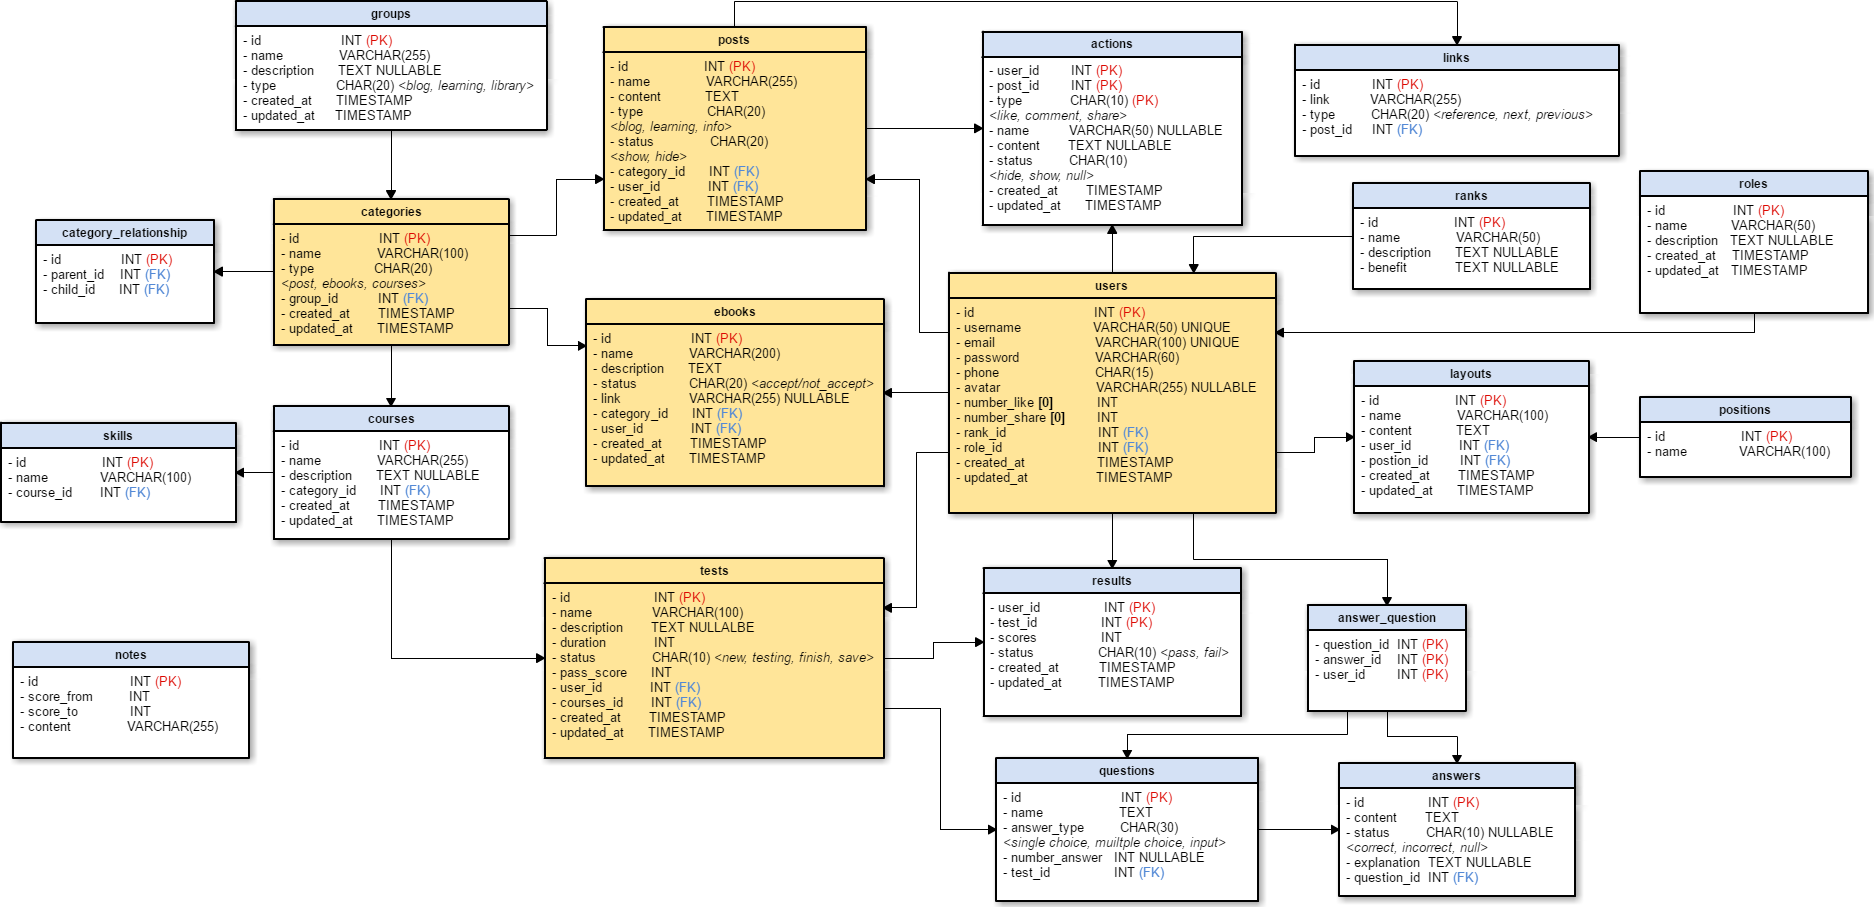 groups
- id INT (PK)
- name VARCHAR(255)
- description TEXT NULLABLE
- type CHAR(20) <blog, learning, library>
- created_at TIMESTAMP
- updated_at TIMESTAMP
posts
- id INT (PK)
- name VARCHAR(255)
- content TEXT
- type CHAR(20)
<blog, learning, info>
- status CHAR(20)
<show, hide>
- category_id INT (FK)
- user_id INT (FK)
- created_at TIMESTAMP
- updated_at TIMESTAMP
actions
- user_id INT (PK)
- post_id INT (PK)
- type CHAR(10) (PK)
<like, comment, share>
- name VARCHAR(50) NULLABLE
- content TEXT NULLABLE
- status CHAR(10)
<hide, show, null>
- created_at TIMESTAMP
- updated_at TIMESTAMP
links
- id INT (PK)
- link VARCHAR(255)
- type CHAR(20) <reference, next, previous>
- post_id INT (FK)
ranks
- id INT (PK)
- name VARCHAR(50)
- description TEXT NULLABLE
- benefit TEXT NULLABLE
roles
- id INT (PK)
- name VARCHAR(50)
- description TEXT NULLABLE
- created_at TIMESTAMP
- updated_at TIMESTAMP
category_relationship
- id INT (PK)
- parent_id INT (FK)
- child_id INT (FK)
categories
- id INT (PK)
- name VARCHAR(100)
- type CHAR(20)
<post, ebooks, courses>
- group_id INT (FK)
- created_at TIMESTAMP
- updated_at TIMESTAMP
ebooks
- id INT (PK)
- name VARCHAR(200)
- description TEXT
- status CHAR(20) <accept/not_accept>
- link VARCHAR(255) NULLABLE
- category_id INT (FK)
- user_id INT (FK)
- created_at TIMESTAMP
- updated_at TIMESTAMP
users
- id INT (PK)
- username VARCHAR(50) UNIQUE
- email VARCHAR(100) UNIQUE
- password VARCHAR(60)
- phone CHAR(15)
- avatar VARCHAR(255) NULLABLE
- number_like [0] INT
- number_share [0] INT
- rank_id INT (FK)
- role_id INT (FK)
- created_at TIMESTAMP
- updated_at TIMESTAMP
layouts
- id INT (PK)
- name VARCHAR(100)
- content TEXT
- user_id INT (FK)
- postion_id INT (FK)
- created_at TIMESTAMP
- updated_at TIMESTAMP
positions
- id INT (PK)
- name VARCHAR(100)
skills
- id INT (PK)
- name VARCHAR(100)
- course_id INT (FK)
courses
- id INT (PK)
- name VARCHAR(255)
- description TEXT NULLABLE
- category_id INT (FK)
- created_at TIMESTAMP
- updated_at TIMESTAMP
tests
- id INT (PK)
- name VARCHAR(100)
- description TEXT NULLALBE
- duration INT
- status CHAR(10) <new, testing, finish, save>
- pass_score INT
- user_id INT (FK)
- courses_id INT (FK)
- created_at TIMESTAMP
- updated_at TIMESTAMP
results
- user_id INT (PK)
- test_id INT (PK)
- scores INT
- status CHAR(10) <pass, fail>
- created_at TIMESTAMP
- updated_at TIMESTAMP
answer_question
- question_id INT (PK)
- answer_id INT (PK)
- user_id INT (PK)
notes
- id INT (PK)
- score_from INT
- score_to INT
- content VARCHAR(255)
questions
- id INT (PK)
- name TEXT
- answer_type CHAR(30)
<single choice, muiltple choice, input>
- number_answer INT NULLABLE
- test_id INT (FK)
answers
- id INT (PK)
- content TEXT
- status CHAR(10) NULLABLE
<correct, incorrect, null>
- explanation TEXT NULLABLE
- question_id INT (FK)